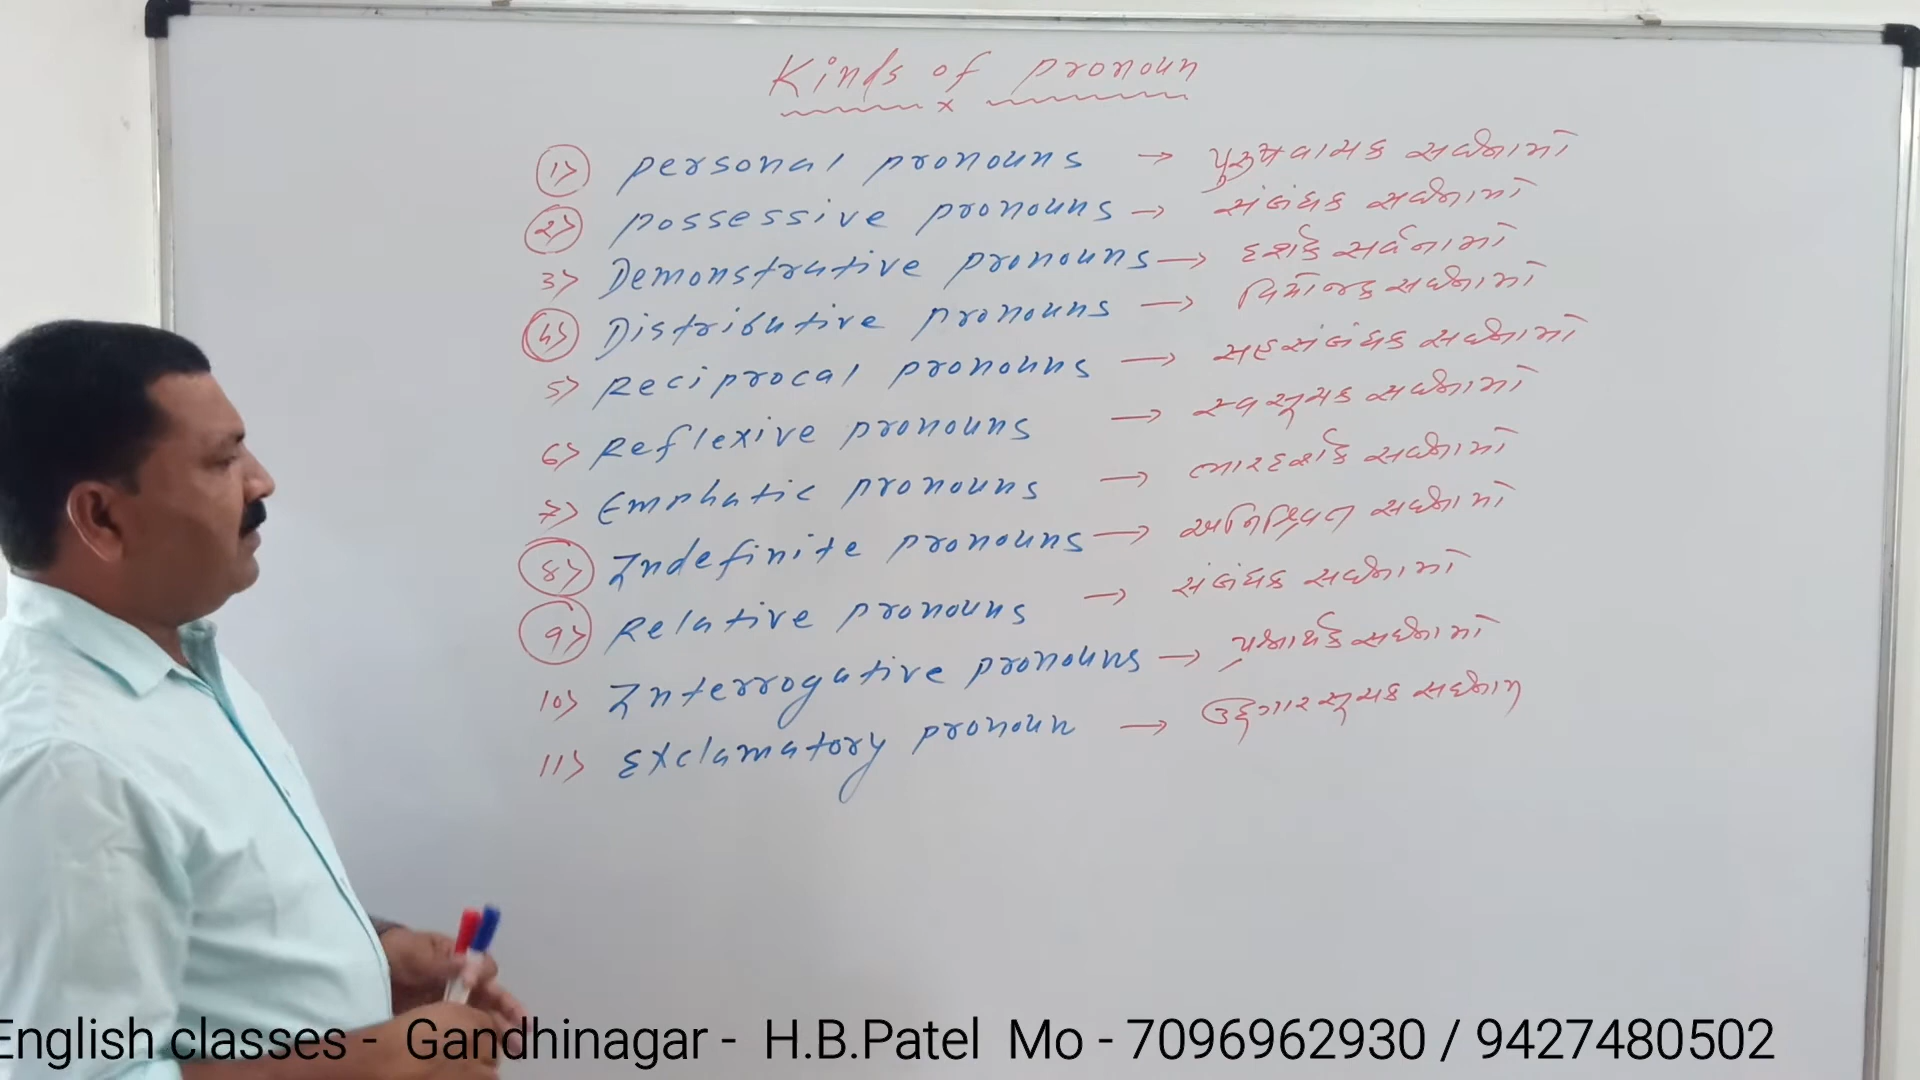 Kinds of pronoun
x
1> personal pronouns → પુરુષવાચક સર્વનામો
2> possessive pronouns → સંબંધક સર્વનામો
3> Demonstrative pronouns → દર્શક સર્વનામો
4> Distributive pronouns → વિભાજક સર્વનામો
5> Reciprocal pronouns → સહસંબંધક સર્વનામો
6> Reflexive pronouns → સ્વસૂચક સર્વનામો
7> Emphatic pronouns → ભારદર્શક સર્વનામો
8> Indefinite pronouns → અનિશ્ચિત સર્વનામો
9> Relative pronouns → સંબંધક સર્વનામો
10> Interrogative pronouns → પ્રશ્નાર્થક સર્વનામો
11> Exclamatory pronoun → ઉદ્ગારસૂચક સર્વનામ
English classes - Gandhinagar - H.B.Patel Mo - 7096962930 / 9427480502